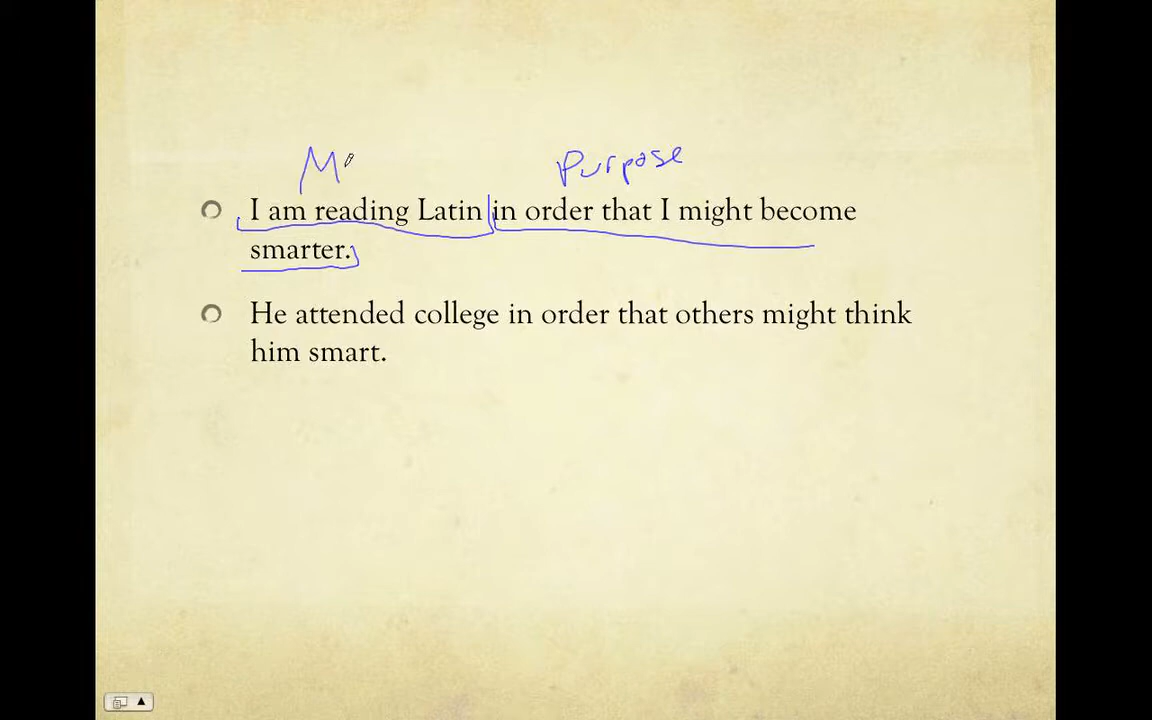 M Purpose
I am reading Latin in order that I might become
smarter.
He attended college in order that others might think
him smart.